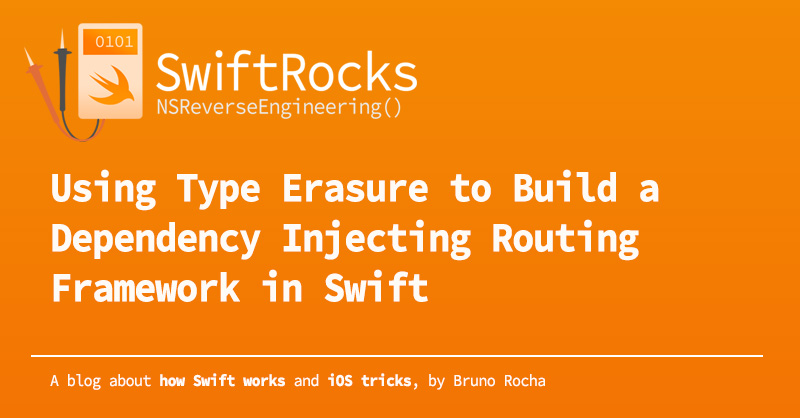 0101
SwiftRocks
NSReverseEngineering()
Using Type Erasure to Build a
Dependency Injecting Routing
Framework in Swift
A blog about how Swift works and iOS tricks, by Bruno Rocha